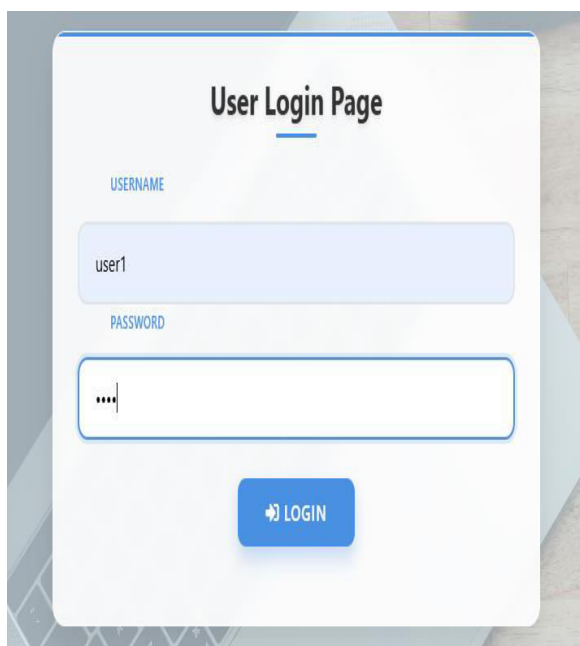 User Login Page
USERNAME
user1
PASSWORD
••••
LOGIN